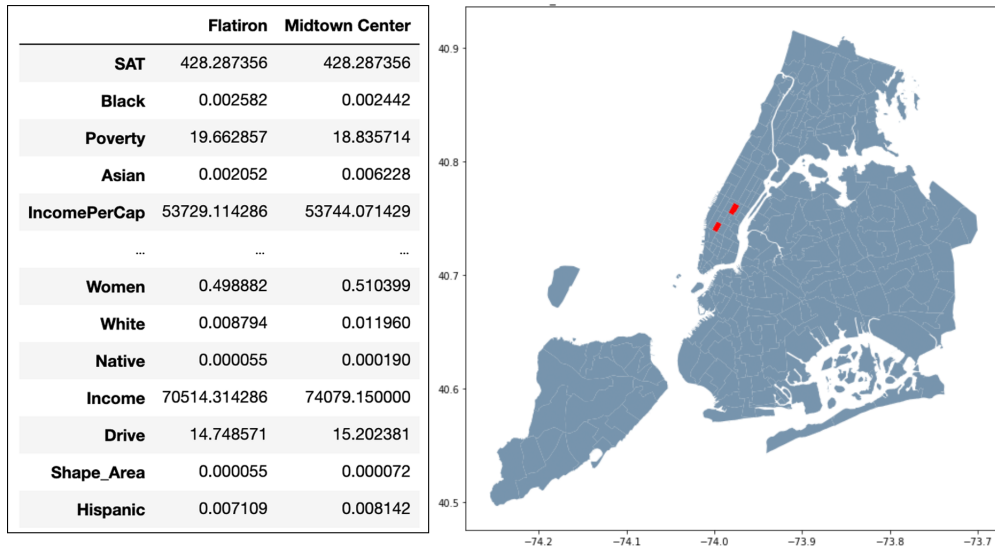 Flatiron Midtown Center
SAT 428.287356 428.287356
Black 0.002582 0.002442
Poverty 19.662857 18.835714
Asian 0.002052 0.006228
IncomePerCap 53729.114286 53744.071429
... ... ...
Women 0.498882 0.510399
White 0.008794 0.011960
Native 0.000055 0.000190
Income 70514.314286 74079.150000
Drive 14.748571 15.202381
Shape_Area 0.000055 0.000072
Hispanic 0.007109 0.008142
40.9
40.8
40.7
40.6
40.5
−74.2 −74.1 −74.0 −73.9 −73.8 −73.7